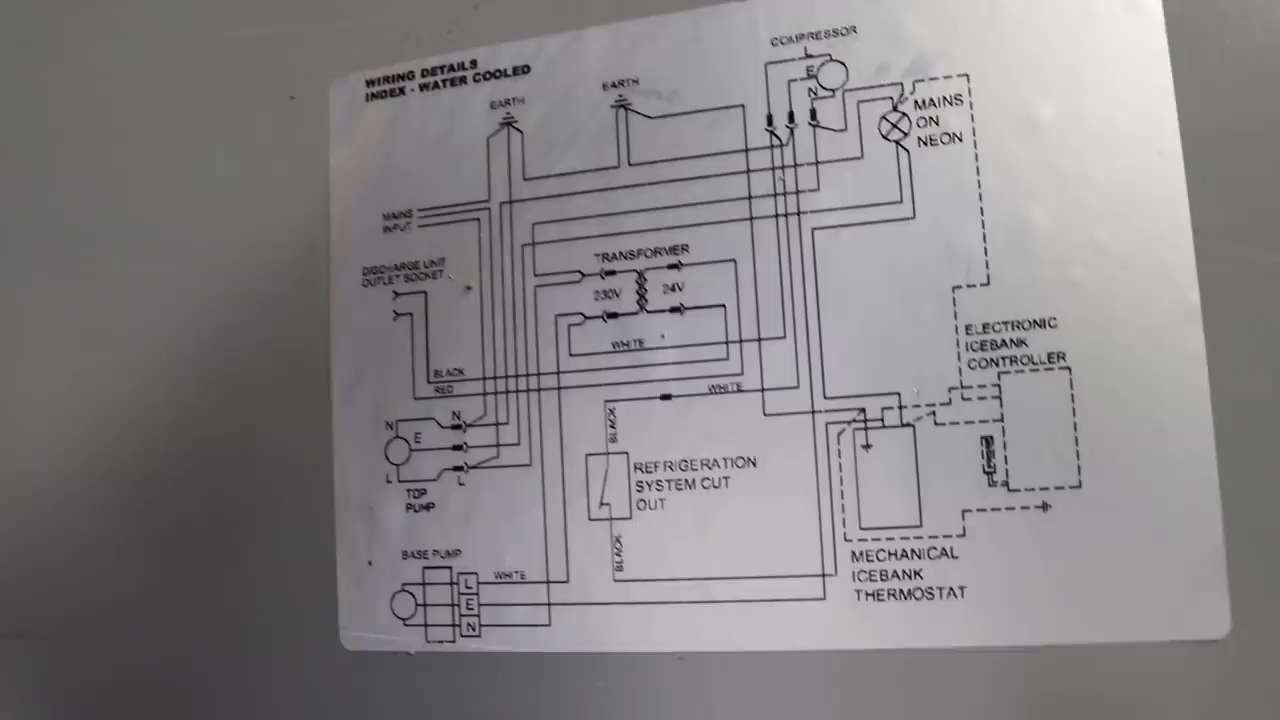 WIRING DETAILS
INDEX - WATER COOLED
EARTH
EARTH
COMPRESSOR
L
E
N
MAINS
ON
NEON
MAINS
INPUT
DISCHARGE UNIT
OUTLET SOCKET
TRANSFORMER
230V
24V
WHITE
BLACK
RED
WHITE
ELECTRONIC
ICEBANK
CONTROLLER
PROBE
N
E
L
N
L
TOP
PUMP
BLACK
REFRIGERATION
SYSTEM CUT
OUT
BLACK
BASE PUMP
L
E
N
WHITE
MECHANICAL
ICEBANK
THERMOSTAT